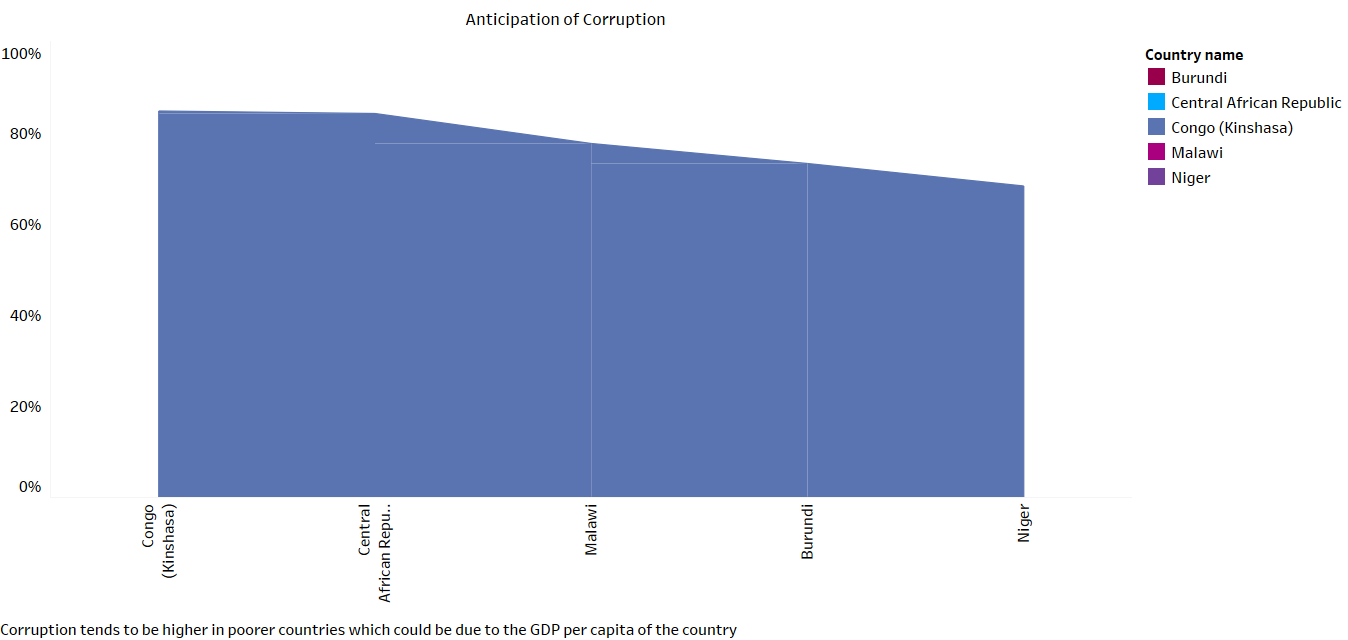 Anticipation of Corruption
100%
80%
60%
40%
20%
0%
Country name
Burundi
Central African Republic
Congo (Kinshasa)
Malawi
Niger
Congo
(Kinshasa)
Central
African Repu..
Malawi
Burundi
Niger
Corruption tends to be higher in poorer countries which could be due to the GDP per capita of the country